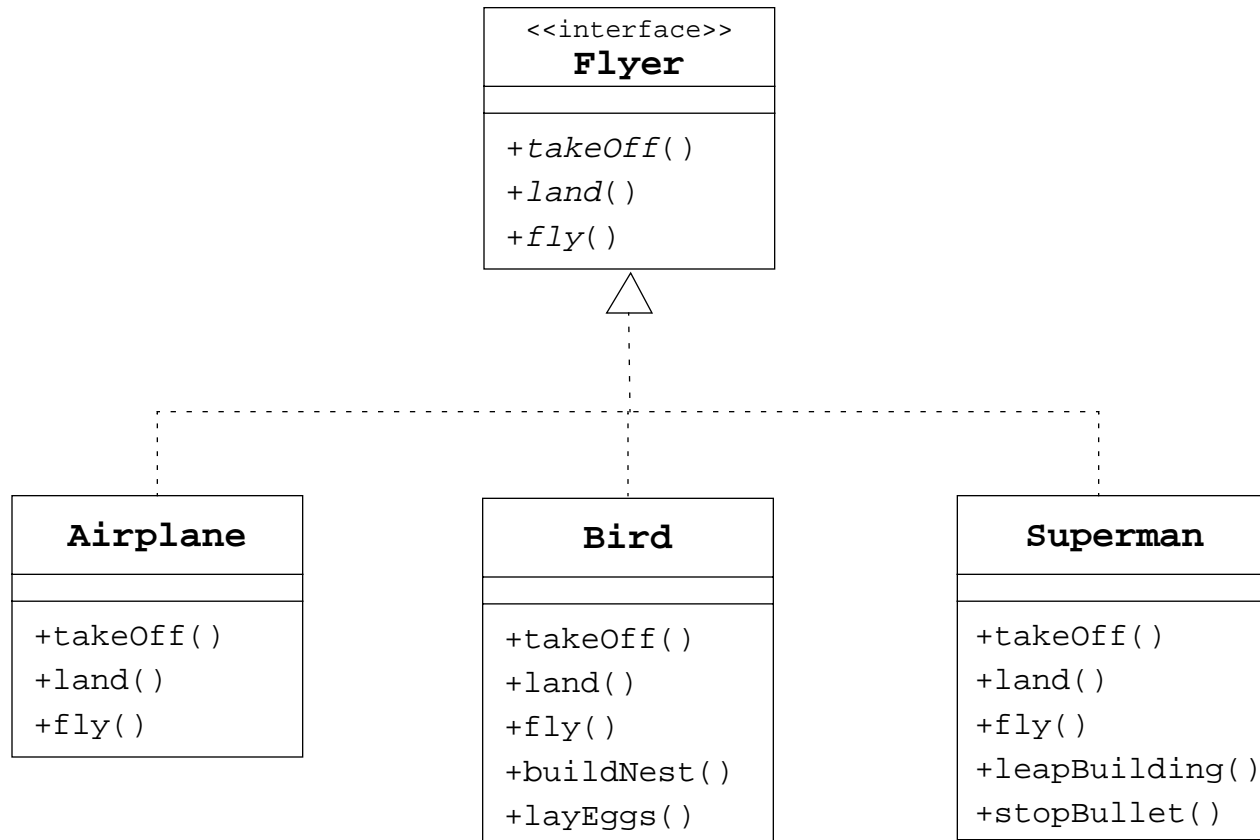 <<interface>>
Flyer
+takeOff()
+land()
+fly()
Airplane
+takeOff()
+land()
+fly()
Bird
+takeOff()
+land()
+fly()
+buildNest()
+layEggs()
Superman
+takeOff()
+land()
+fly()
+leapBuilding()
+stopBullet()